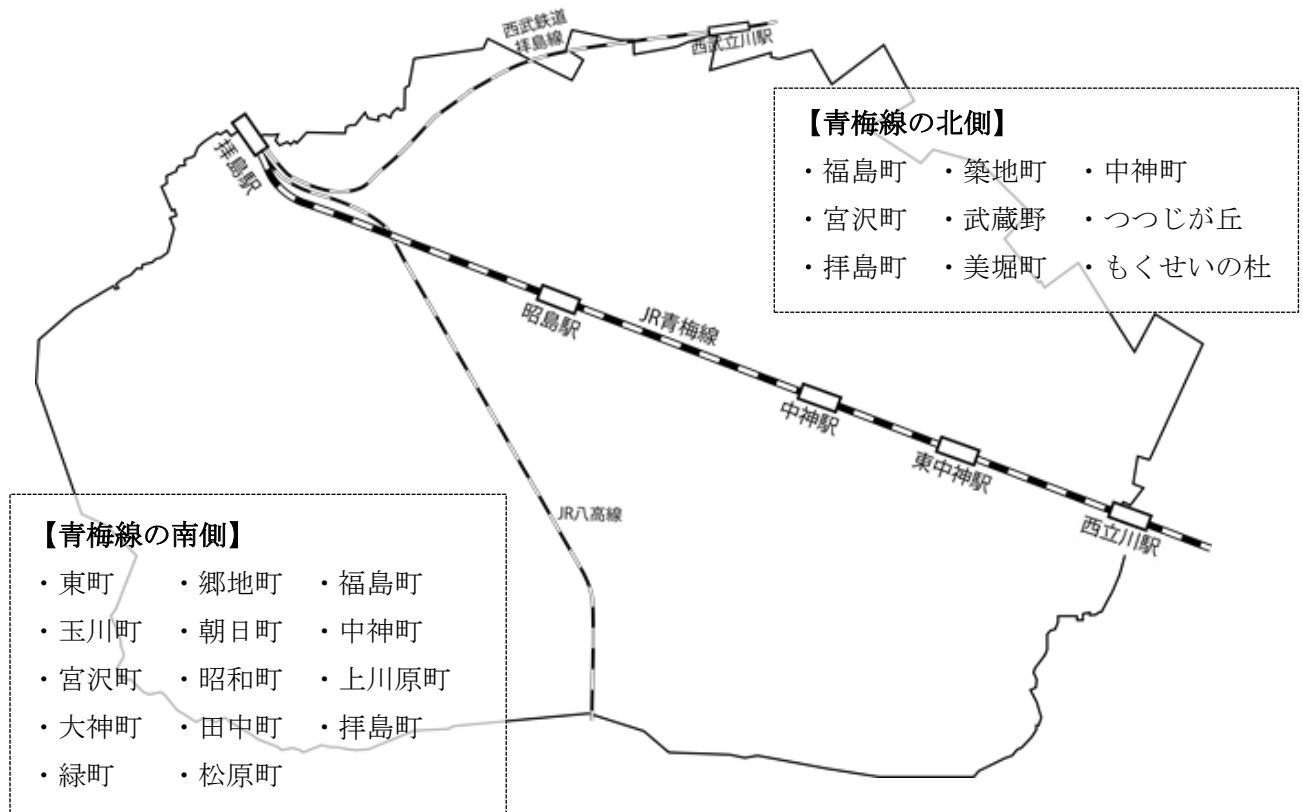 西武鉄道
拝島線
西武立川駅
拝島駅
【青梅線の北側】
・福島町 ・築地町 ・中神町
・宮沢町 ・武蔵野 ・つつじが丘
・拝島町 ・美堀町 ・もくせいの杜
昭島駅
JR青梅線
中神駅
東中神駅
西立川駅
JR八高線
【青梅線の南側】
・東町 ・郷地町 ・福島町
・玉川町 ・朝日町 ・中神町
・宮沢町 ・昭和町 ・上川原町
・大神町 ・田中町 ・拝島町
・緑町 ・松原町